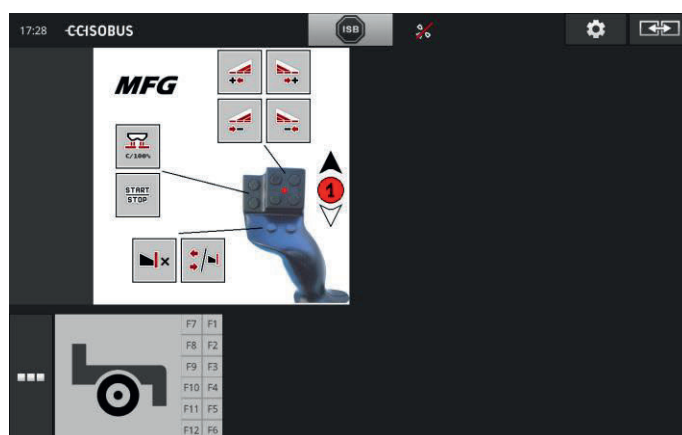 17:28 CCISOBUS ISB
MFG
C/100%
START
STOP
1
x
F7 F1
F8 F2
F9 F3
F10 F4
F11 F5
F12 F6